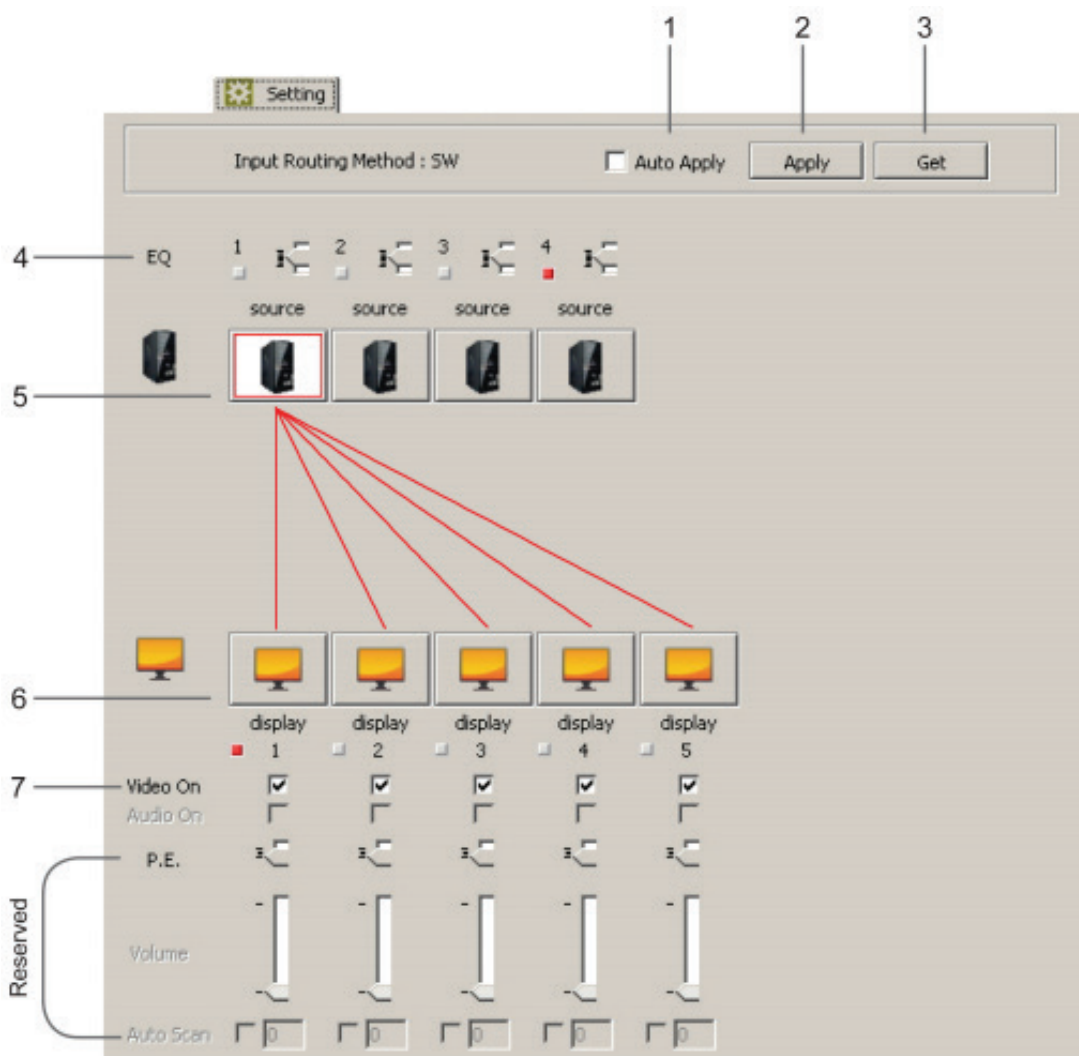 1 2 3
Setting
Input Routing Method : SW Auto Apply Apply Get
4 EQ 1 2 3 4
source source source source
5
6
display display display display display
1 2 3 4 5
7 Video On
Audio On
P.E.
Reserved
Volume
Auto Scan 0 0 0 0 0